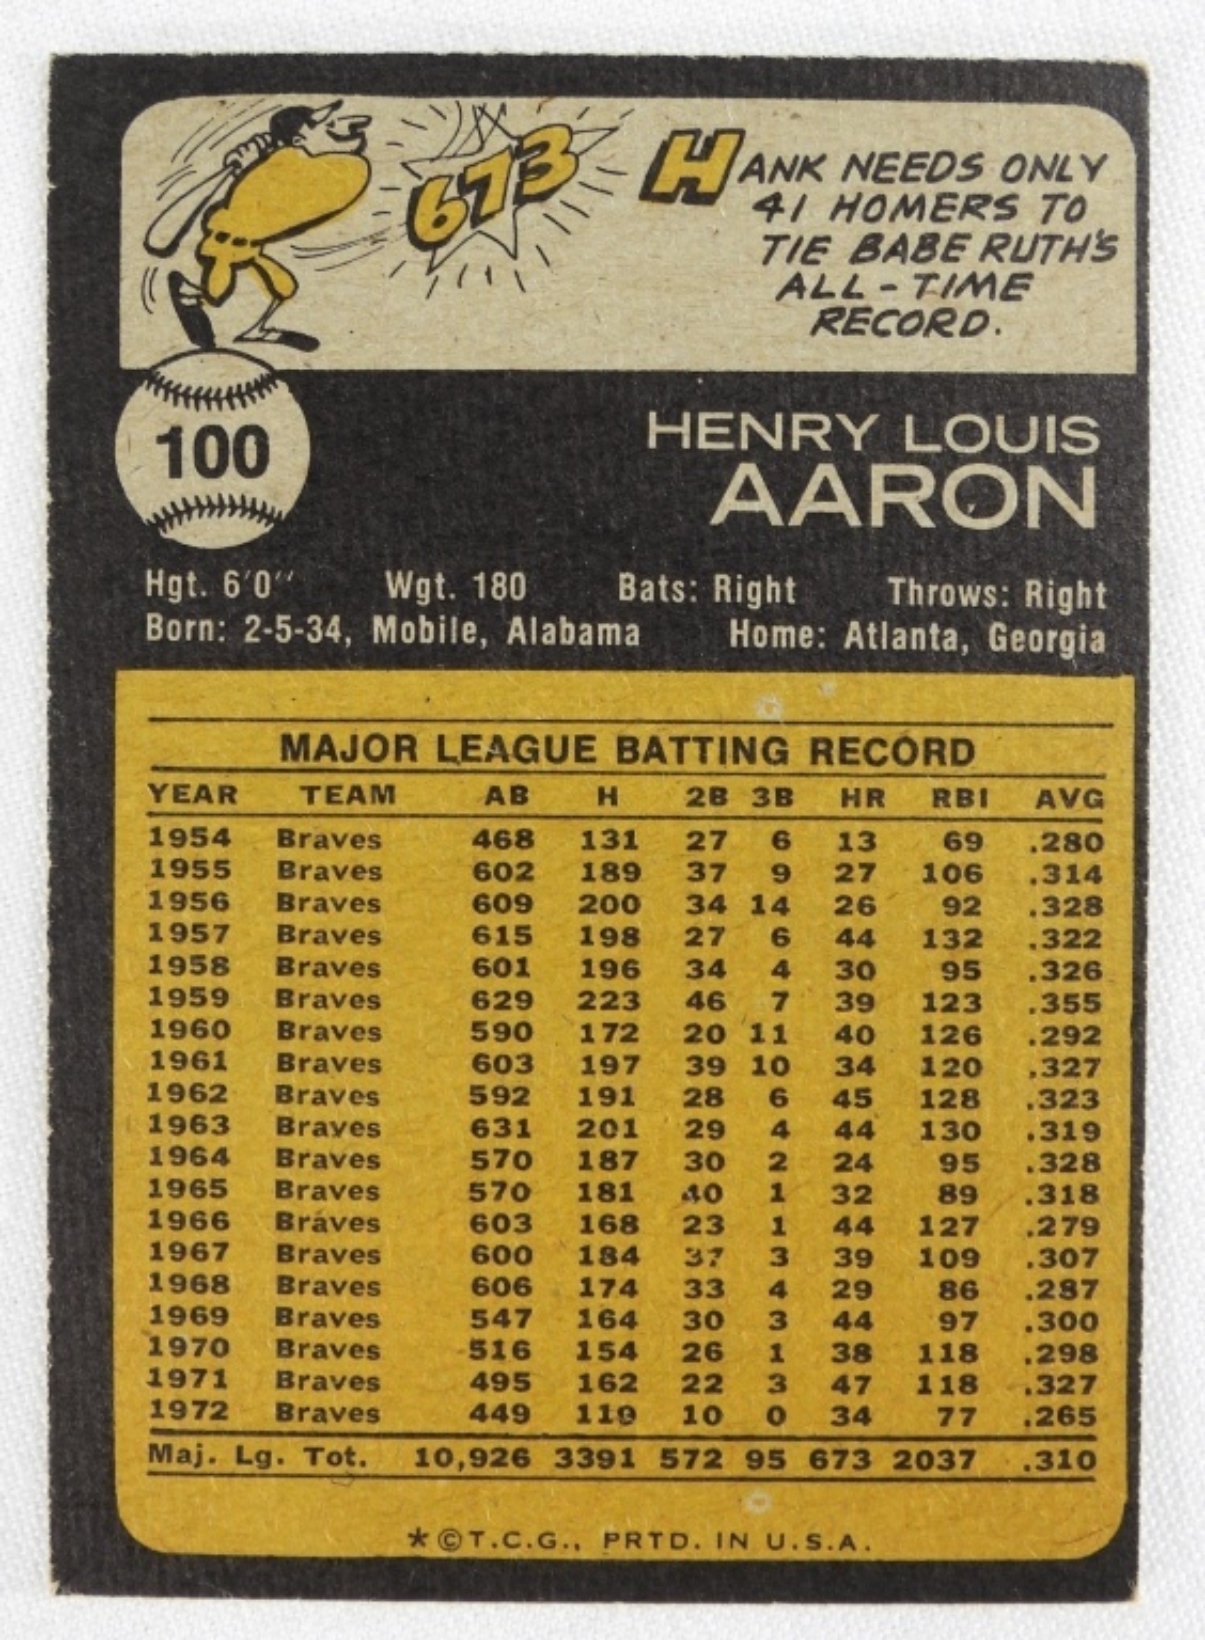 673
HANK NEEDS ONLY
41 HOMERS TO
TIE BABE RUTH'S
ALL-TIME
RECORD.
100
HENRY LOUIS
AARON
Hgt. 6'0" Wgt. 180 Bats: Right Throws: Right
Born: 2-5-34, Mobile, Alabama Home: Atlanta, Georgia
MAJOR LEAGUE BATTING RECORD
YEAR TEAM AB H 2B 3B HR RBI AVG
1954 Braves 468 131 27 6 13 69 .280
1955 Braves 602 189 37 9 27 106 .314
1956 Braves 609 200 34 14 26 92 .328
1957 Braves 615 198 27 6 44 132 .322
1958 Braves 601 196 34 4 30 95 .326
1959 Braves 629 223 46 7 39 123 .355
1960 Braves 590 172 20 11 40 126 .292
1961 Braves 603 197 39 10 34 120 .327
1962 Braves 592 191 28 6 45 128 .323
1963 Braves 631 201 29 4 44 130 .319
1964 Braves 570 187 30 2 24 95 .328
1965 Braves 570 181 40 1 32 89 .318
1966 Braves 603 168 23 1 44 127 .279
1967 Braves 600 184 37 3 39 109 .307
1968 Braves 606 174 33 4 29 86 .287
1969 Braves 547 164 30 3 44 97 .300
1970 Braves 516 154 26 1 38 118 .298
1971 Braves 495 162 22 3 47 118 .327
1972 Braves 449 119 10 0 34 77 .265
Maj. Lg. Tot. 10,926 3391 572 95 673 2037 .310
*©T.C.G., PRTD. IN U.S.A.